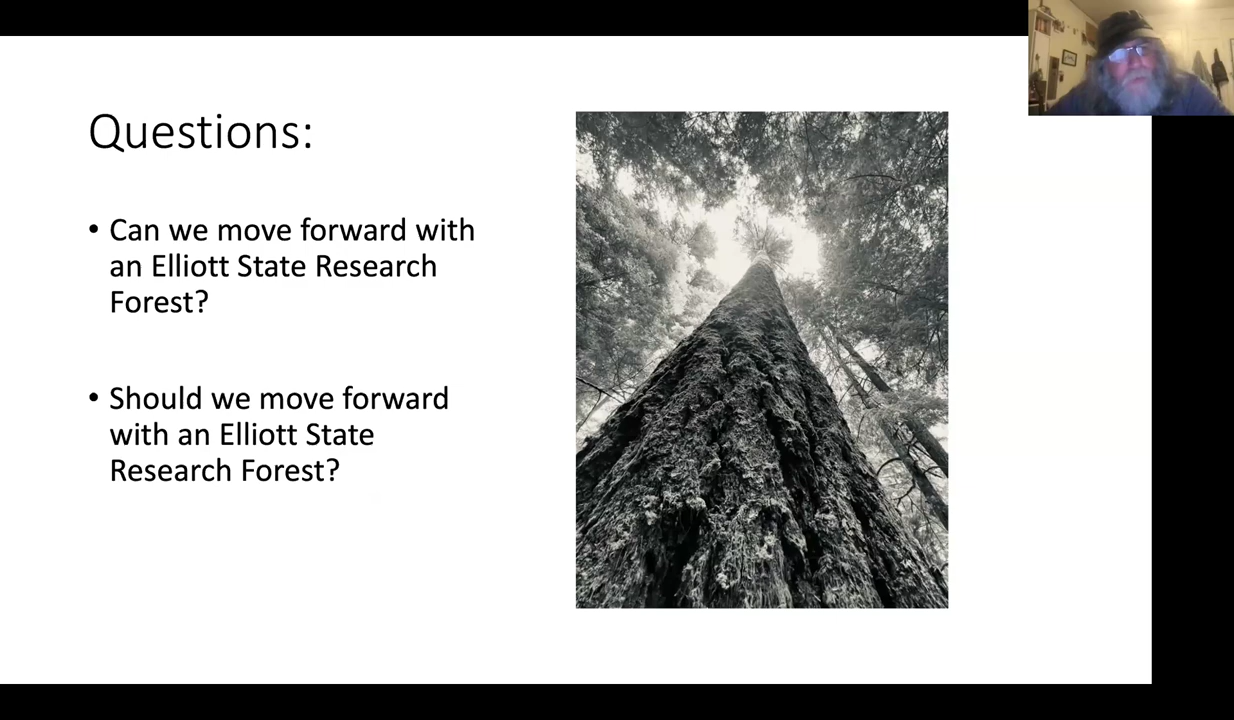 Questions:
• Can we move forward with
an Elliott State Research
Forest?
• Should we move forward
with an Elliott State
Research Forest?